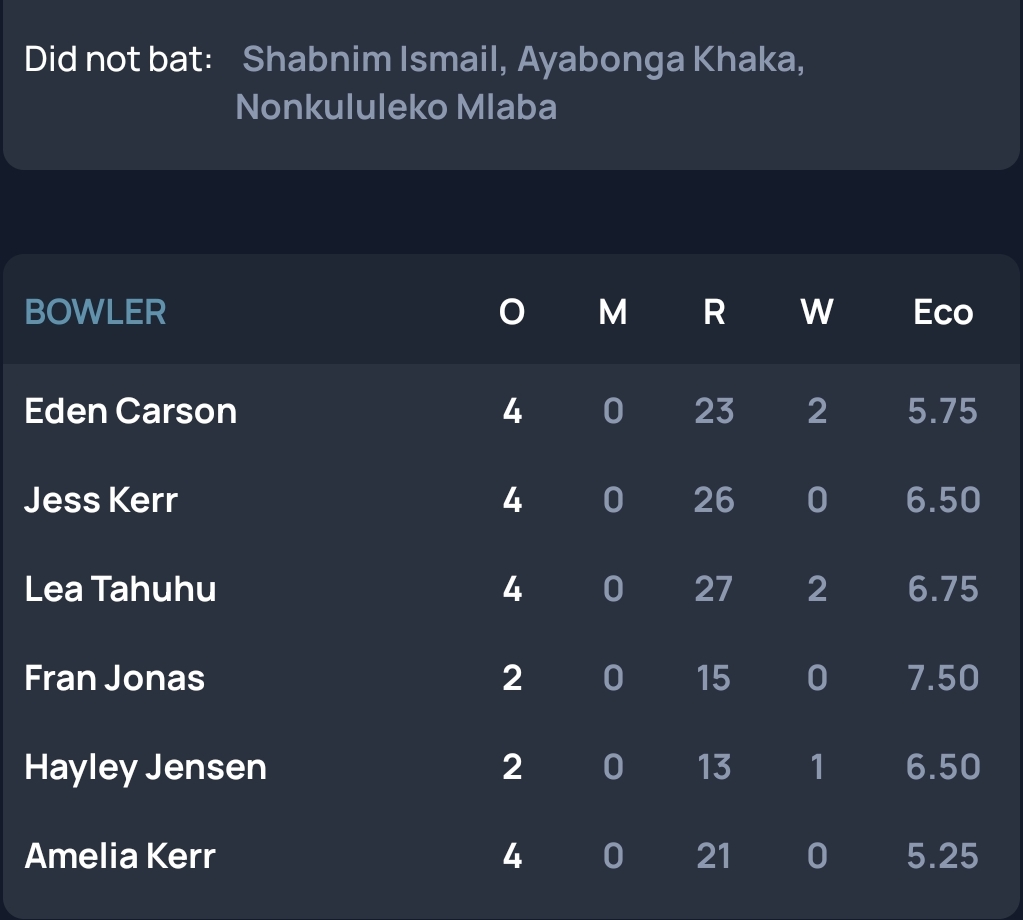 Did not bat: Shabnim Ismail, Ayabonga Khaka,
Nonkululeko Mlaba
BOWLER O M R W Eco
Eden Carson 4 0 23 2 5.75
Jess Kerr 4 0 26 0 6.50
Lea Tahuhu 4 0 27 2 6.75
Fran Jonas 2 0 15 0 7.50
Hayley Jensen 2 0 13 1 6.50
Amelia Kerr 4 0 21 0 5.25